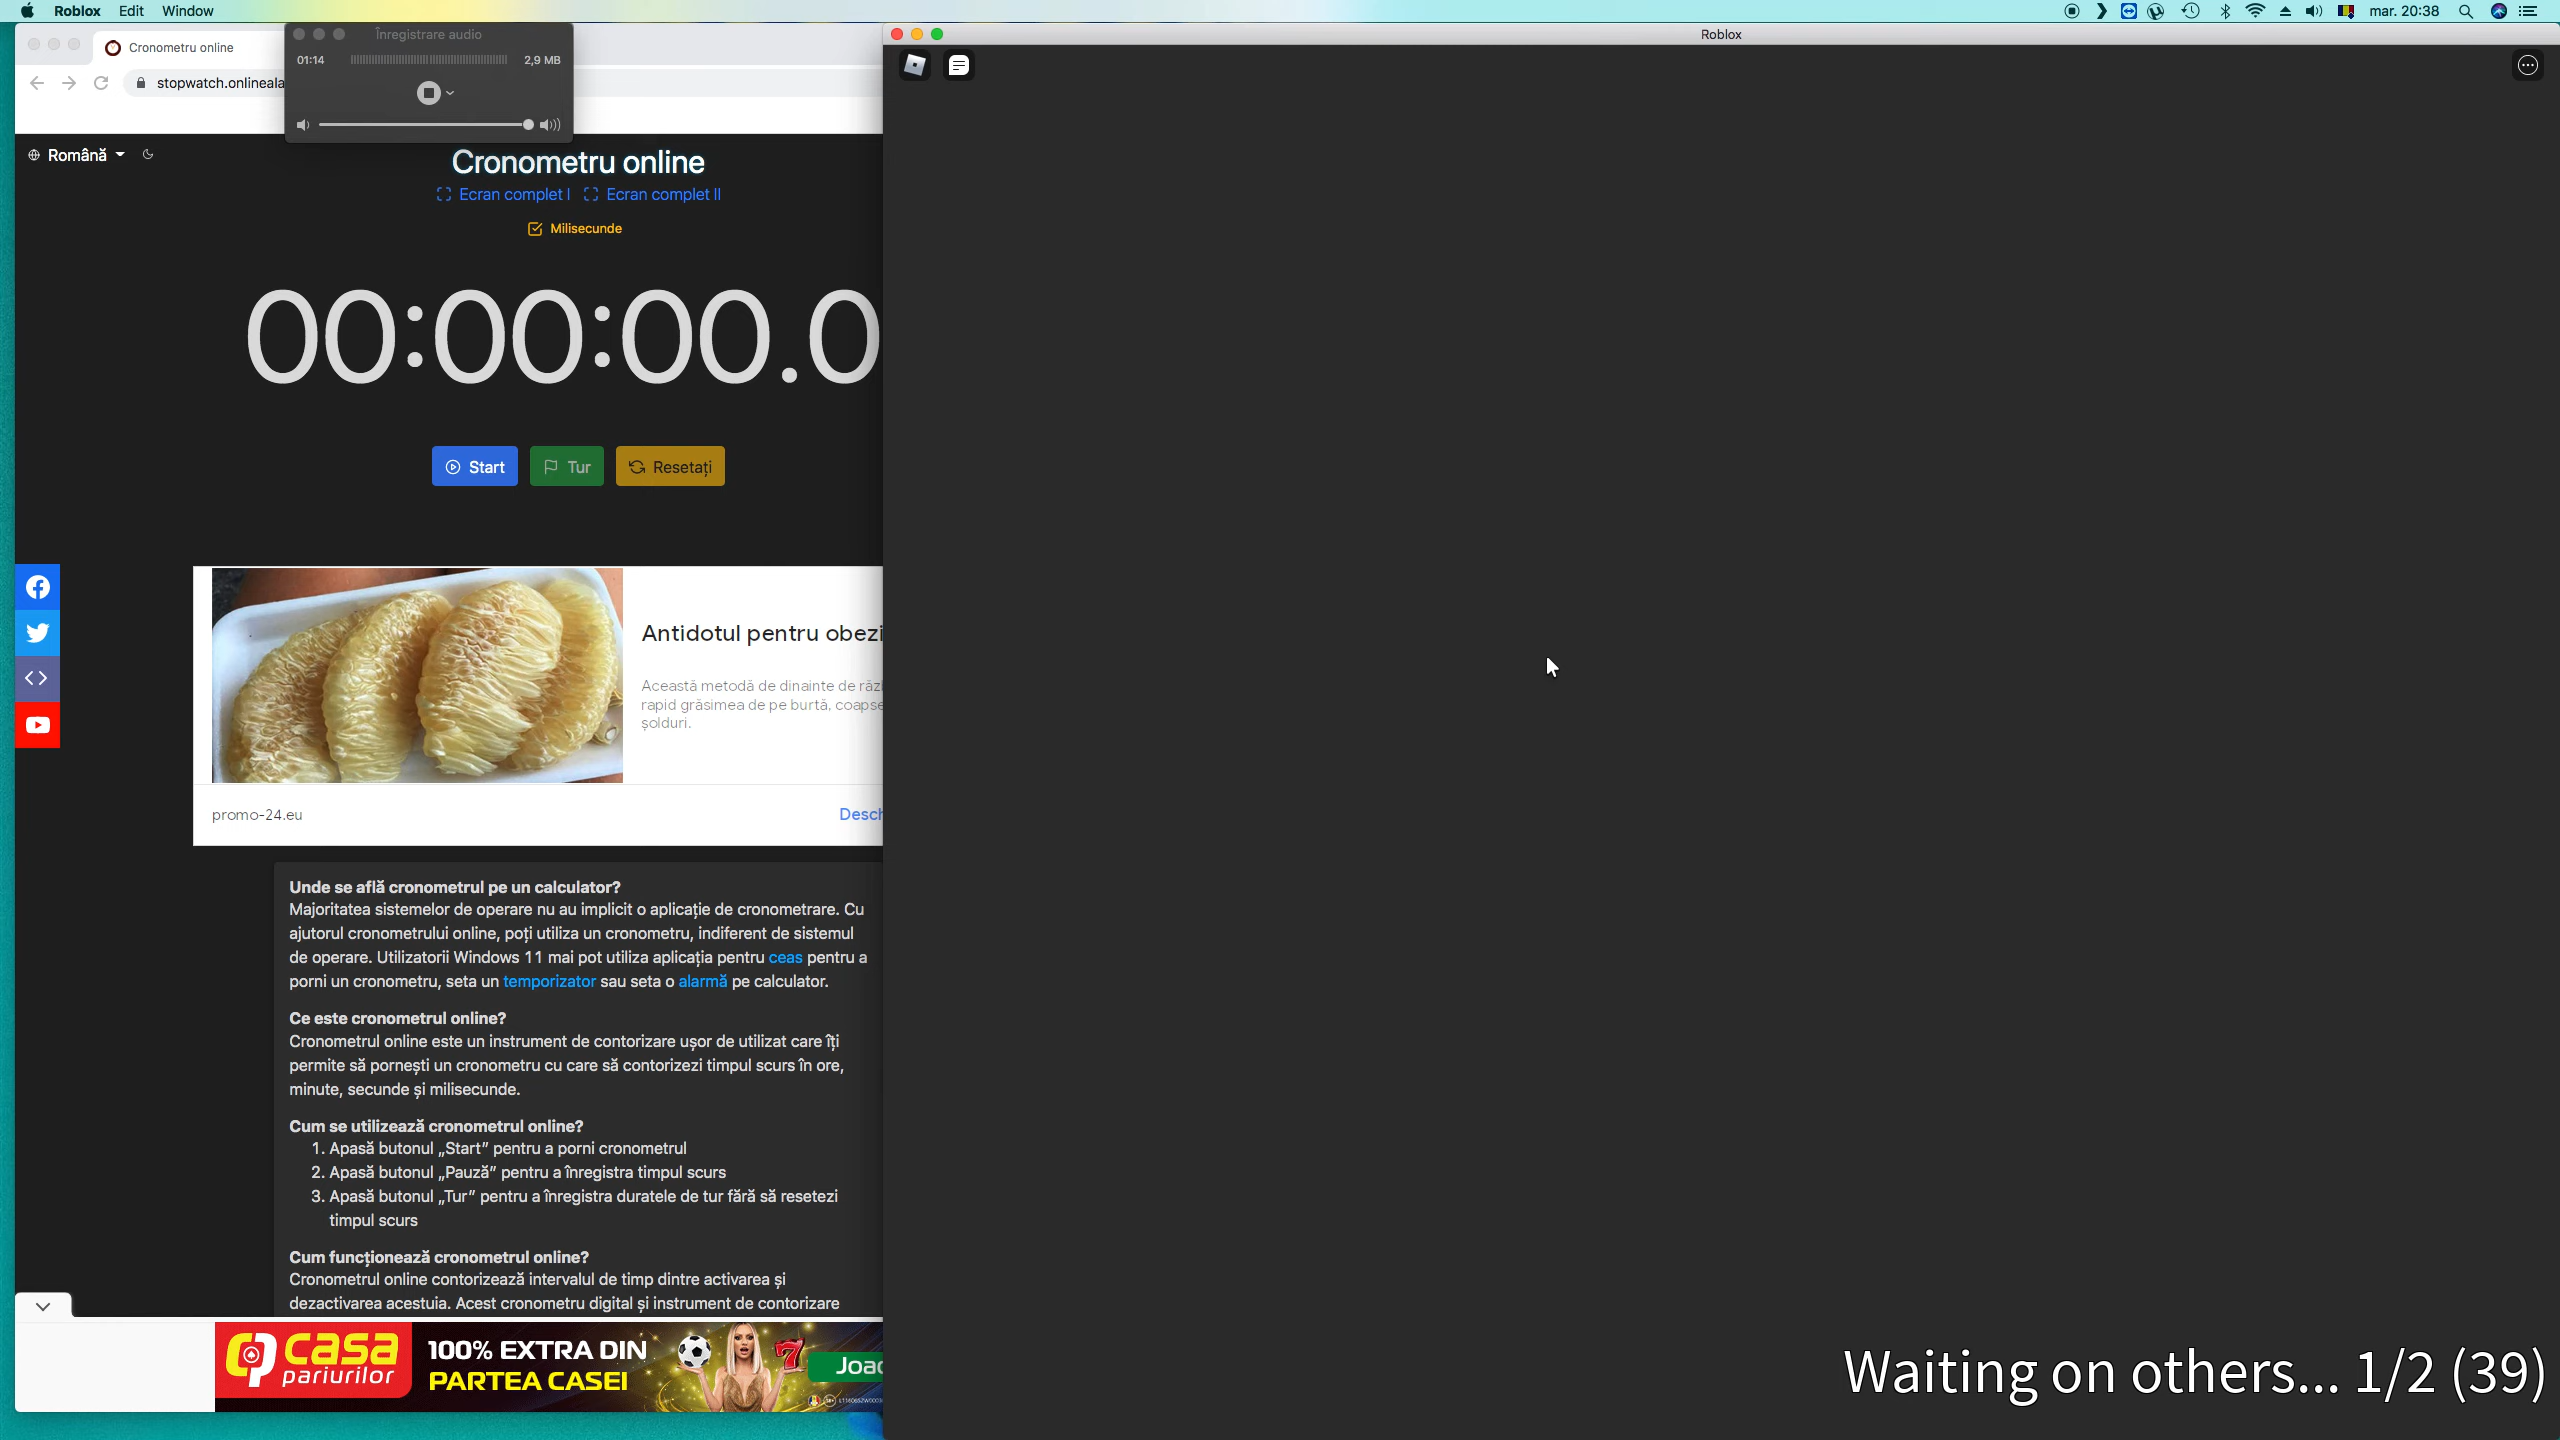 Roblox Edit Window
mar. 20:38
Cronometru online
Înregistrare audio
01:14
2,9 MB
stopwatch.onlineala
Roblox
Română
Cronometru online
Ecran complet I Ecran complet II
Milisecunde
00:00:00.0
Start Tur Resetați
Antidotul pentru obezi
Această metodă de dinainte de răz
rapid grăsimea de pe burtă, coapse
șolduri.
promo-24.eu
Desch
Unde se află cronometrul pe un calculator?
Majoritatea sistemelor de operare nu au implicit o aplicație de cronometrare. Cu
ajutorul cronometrului online, poți utiliza un cronometru, indiferent de sistemul
de operare. Utilizatorii Windows 11 mai pot utiliza aplicația pentru ceas pentru a
porni un cronometru, seta un temporizator sau seta o alarmă pe calculator.
Ce este cronometrul online?
Cronometrul online este un instrument de contorizare ușor de utilizat care îți
permite să pornești un cronometru cu care să contorizezi timpul scurs în ore,
minute, secunde și milisecunde.
Cum se utilizează cronometrul online?
1. Apasă butonul „Start” pentru a porni cronometrul
2. Apasă butonul „Pauză” pentru a înregistra timpul scurs
3. Apasă butonul „Tur” pentru a înregistra duratele de tur fără să resetezi
timpul scurs
Cum funcționează cronometrul online?
Cronometrul online contorizează intervalul de timp dintre activarea și
dezactivarea acestuia. Acest cronometru digital și instrument de contorizare
casa
pariurilor
100% EXTRA DIN
PARTEA CASEI
7
Joac
Waiting on others... 1/2 (39)